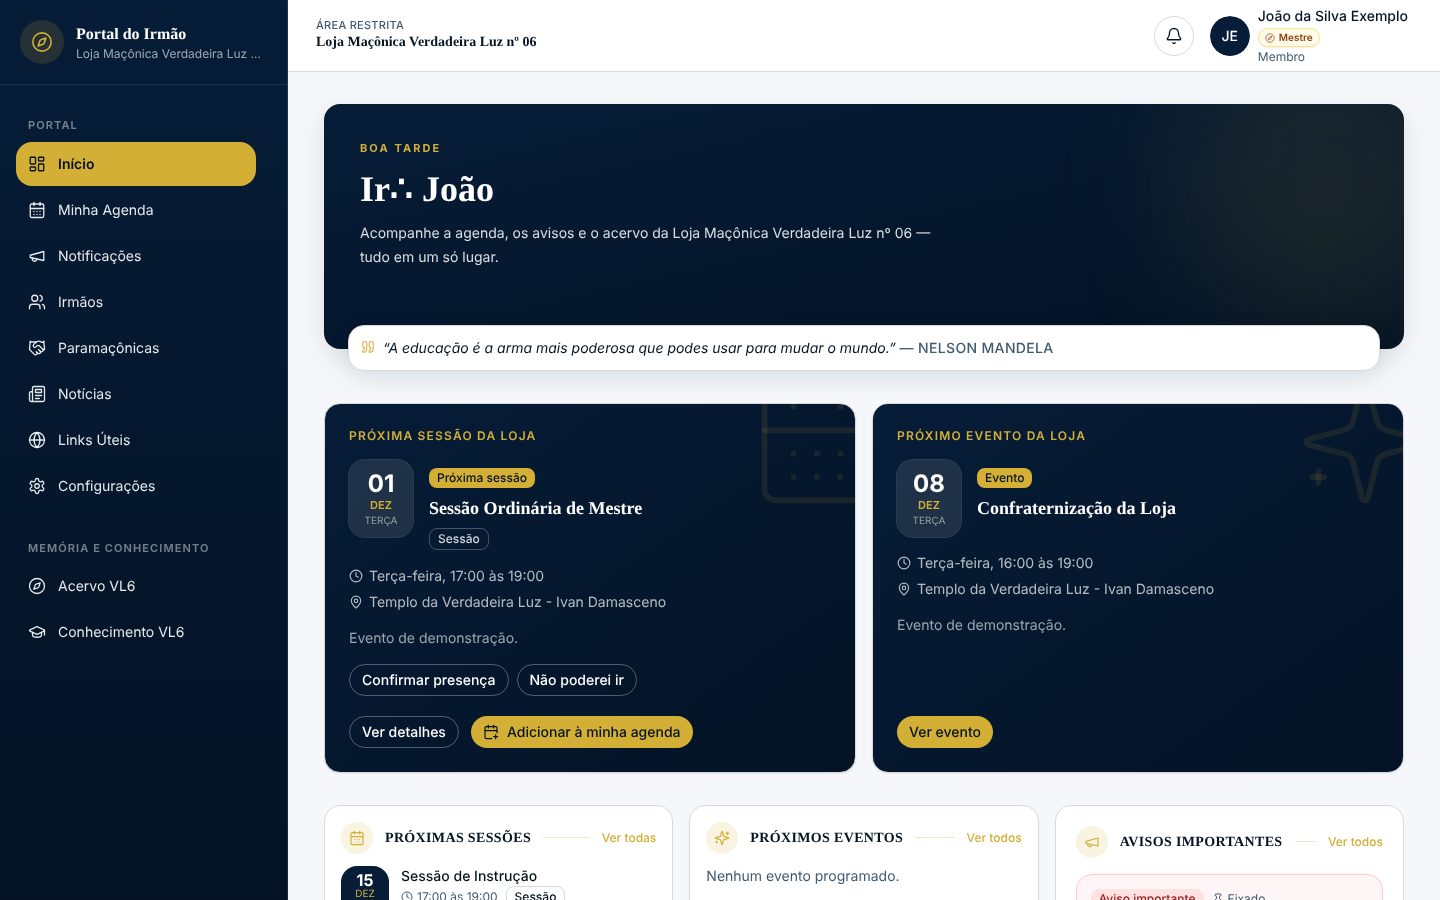 Portal do Irmão
Loja Maçônica Verdadeira Luz ...
PORTAL
Início
Minha Agenda
Notificações
Irmãos
Paramaçônicas
Notícias
Links Úteis
Configurações
MEMÓRIA E CONHECIMENTO
Acervo VL6
Conhecimento VL6
ÁREA RESTRITA
Loja Maçônica Verdadeira Luz nº 06
JE
João da Silva Exemplo
Mestre
Membro
BOA TARDE
Ir∴ João
Acompanhe a agenda, os avisos e o acervo da Loja Maçônica Verdadeira Luz nº 06 —
tudo em um só lugar.
“A educação é a arma mais poderosa que podes usar para mudar o mundo.” — NELSON MANDELA
PRÓXIMA SESSÃO DA LOJA
01
DEZ
TERÇA
Próxima sessão
Sessão Ordinária de Mestre
Sessão
Terça-feira, 17:00 às 19:00
Templo da Verdadeira Luz - Ivan Damasceno
Evento de demonstração.
Confirmar presença
Não poderei ir
Ver detalhes
Adicionar à minha agenda
PRÓXIMO EVENTO DA LOJA
08
DEZ
TERÇA
Evento
Confraternização da Loja
Terça-feira, 16:00 às 19:00
Templo da Verdadeira Luz - Ivan Damasceno
Evento de demonstração.
Ver evento
PRÓXIMAS SESSÕES
Ver todas
15
DEZ
Sessão de Instrução
17:00 às 19:00
Sessão
PRÓXIMOS EVENTOS
Ver todos
Nenhum evento programado.
AVISOS IMPORTANTES
Ver todos
Aviso importante
Fixado